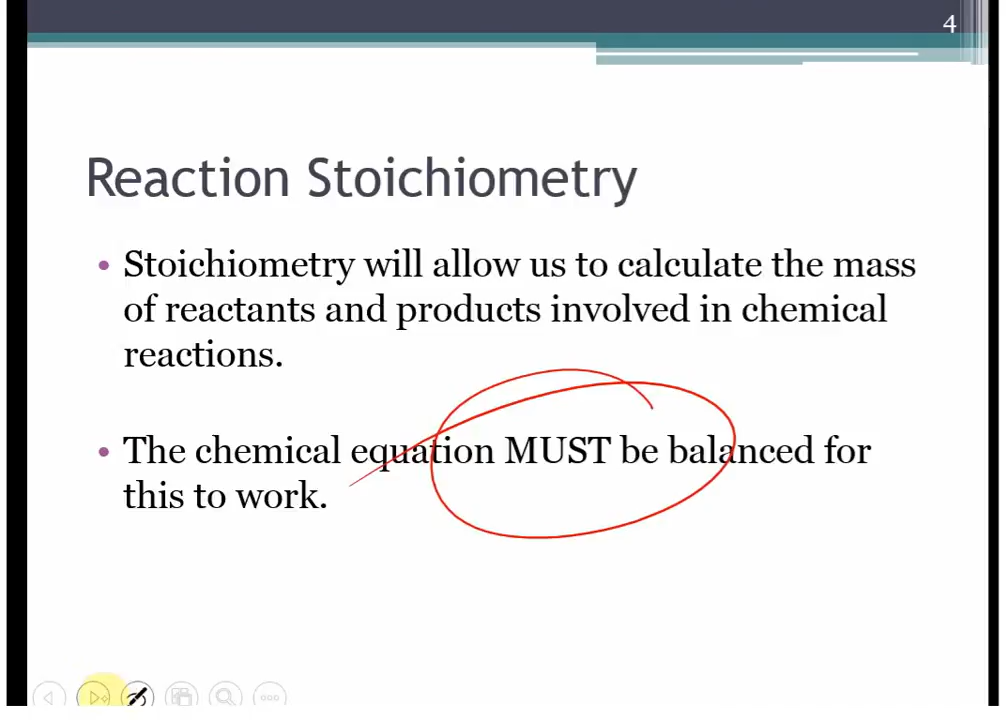 4
Reaction Stoichiometry
• Stoichiometry will allow us to calculate the mass
of reactants and products involved in chemical
reactions.
• The chemical equation MUST be balanced for
this to work.